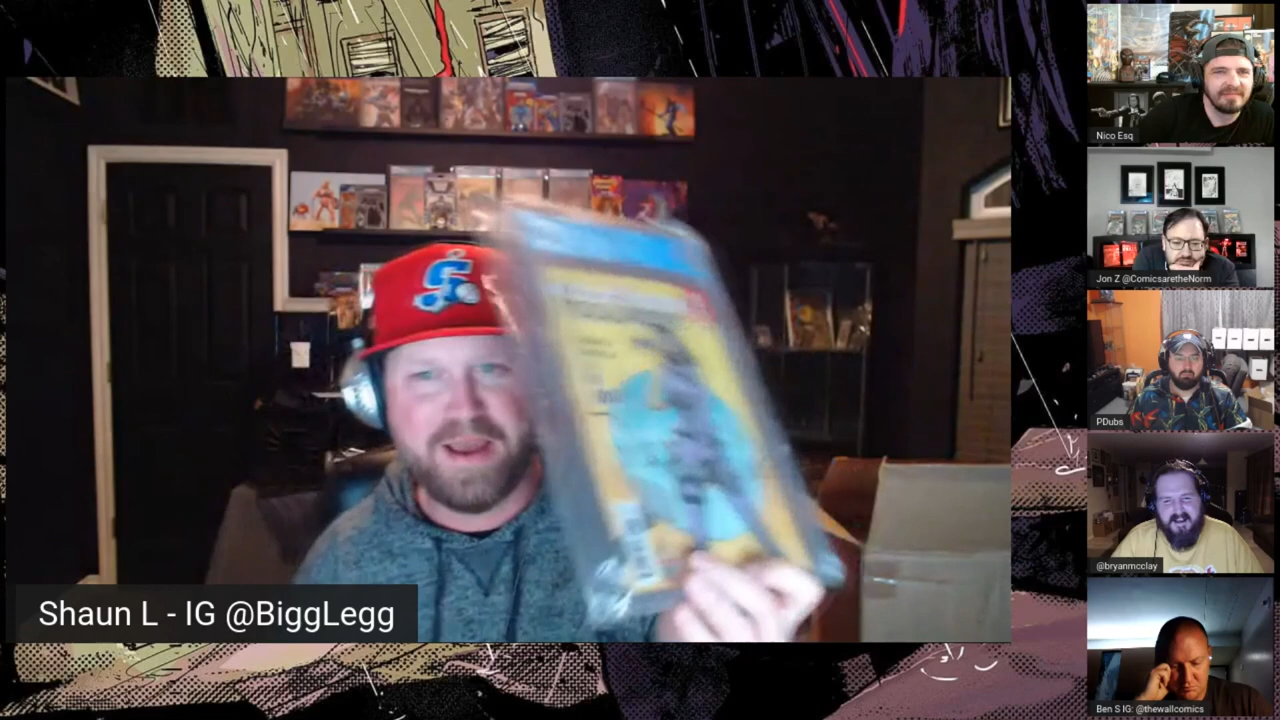 Shaun L - IG @BiggLegg
Nico Esq
Jon Z @ComicsaretheNorm
PDubs
@bryanmcclay
Ben S IG: @thewallcomics